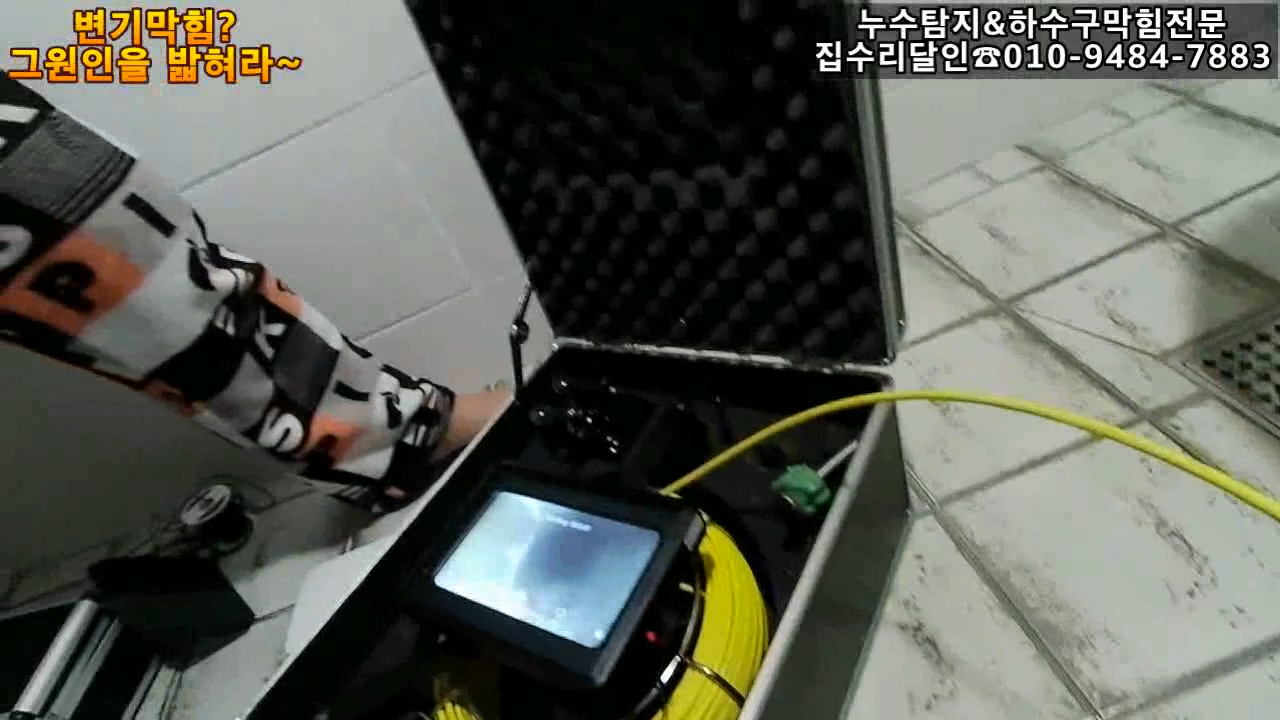 변기막힘?
그원인을 밟혀라~
누수탐지&하수구막힘전문
집수리달인☎010-9484-7883